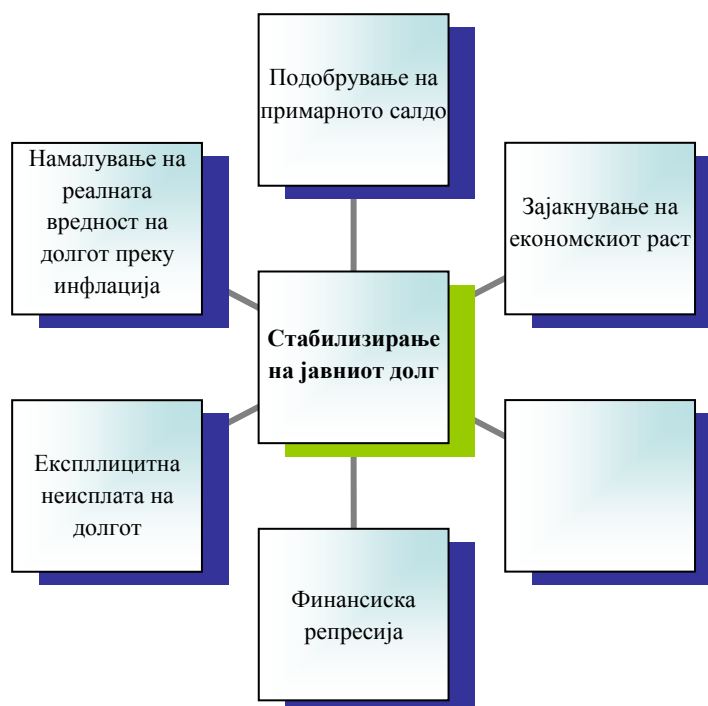 Подобрување на
примарното салдо
Намалување на
реалната
вредност на
долгот преку
инфлација
Зајакнување на
економскиот раст
Стабилизирање
на јавниот долг
Експллицитна
неисплата на
долгот
Финансиска
репресија